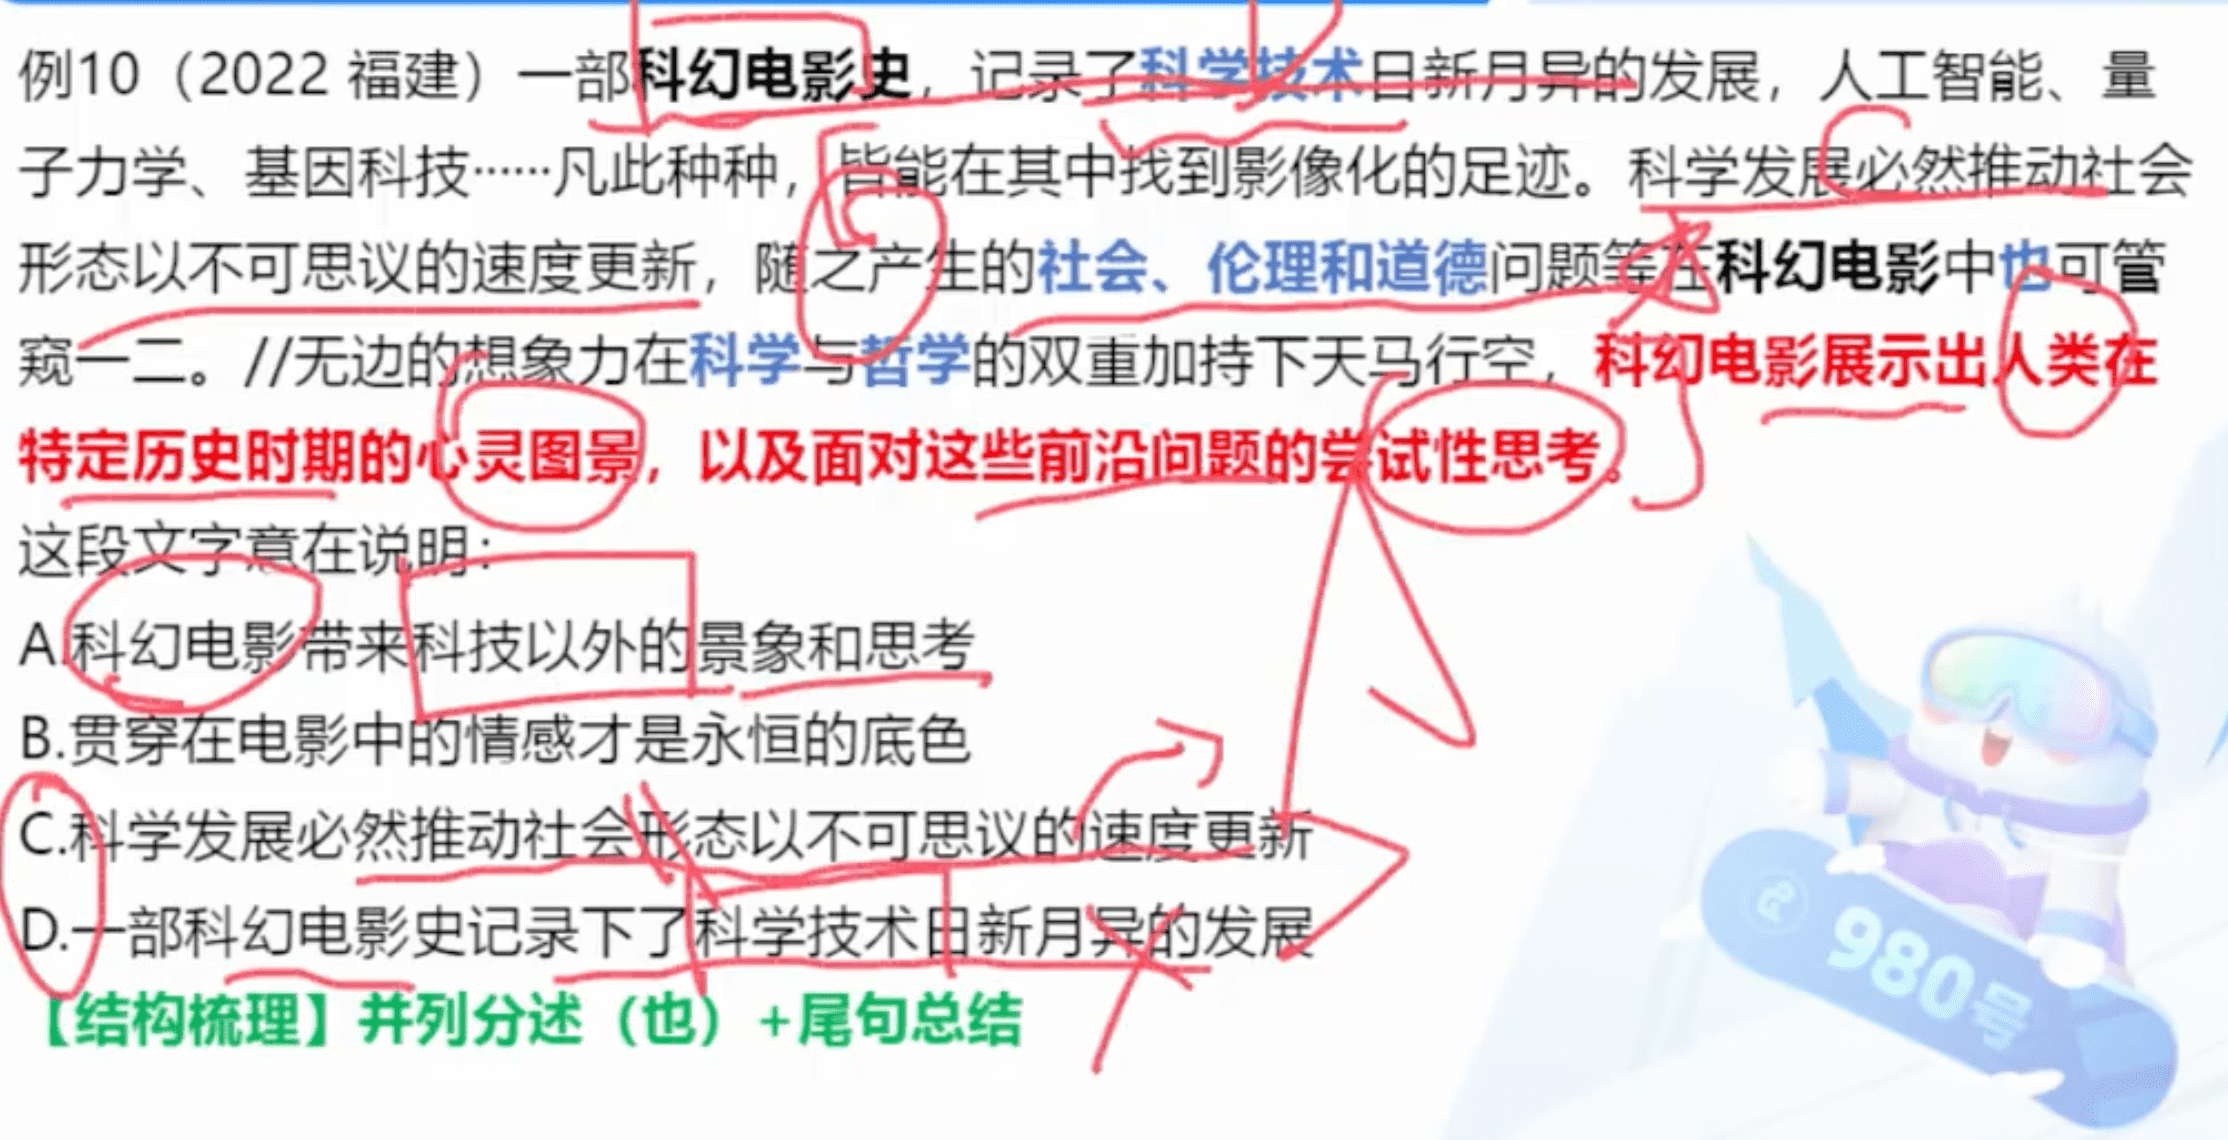 例10（2022 福建）一部科幻电影史，记录了科学技术日新月异的发展，人工智能、量
子力学、基因科技······凡此种种，皆能在其中找到影像化的足迹。科学发展必然推动社会
形态以不可思议的速度更新，随之产生的社会、伦理和道德问题等在科幻电影中也可管
窥一二。//无边的想象力在科学与哲学的双重加持下天马行空，科幻电影展示出人类在
特定历史时期的心灵图景，以及面对这些前沿问题的尝试性思考。
这段文字意在说明：
A.科幻电影带来科技以外的景象和思考
B.贯穿在电影中的情感才是永恒的底色
C.科学发展必然推动社会形态以不可思议的速度更新
D.一部科幻电影史记录下了科学技术日新月异的发展
【结构梳理】并列分述（也）+尾句总结
980号